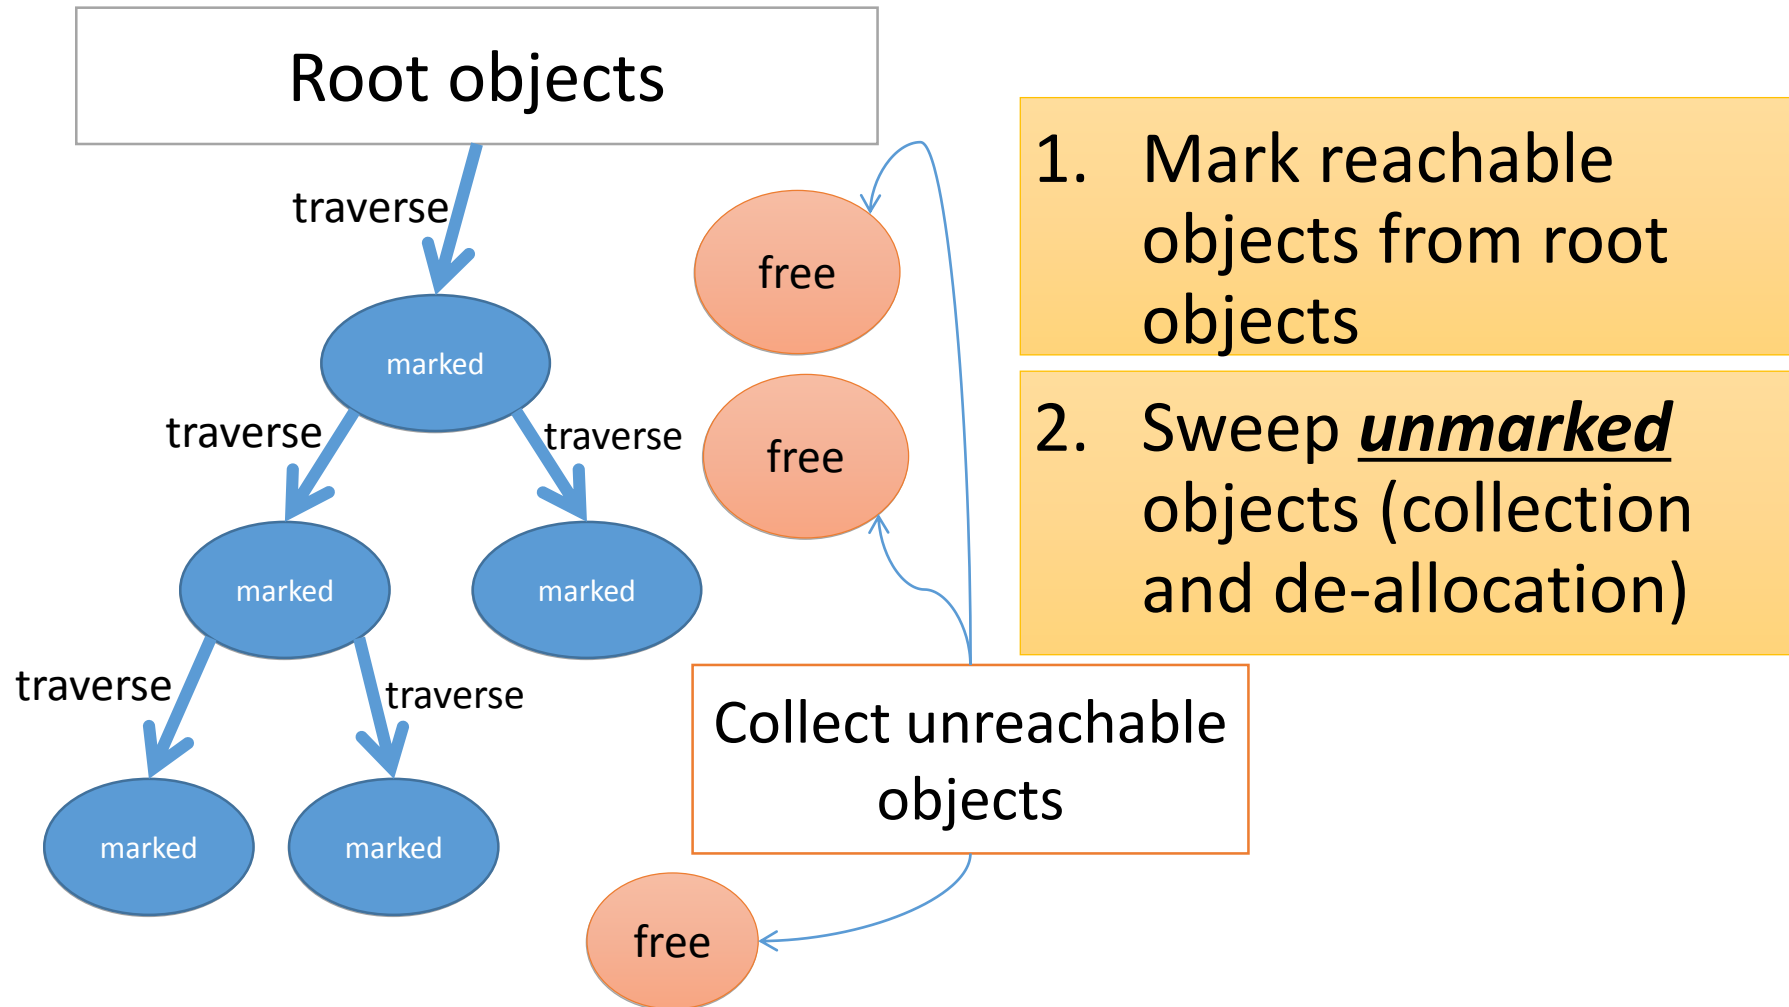 Root objects
traverse
marked
traverse
traverse
marked
marked
traverse
traverse
marked
marked
free
free
free
Collect unreachable
objects
1. Mark reachable
objects from root
objects
2. Sweep unmarked
objects (collection
and de-allocation)